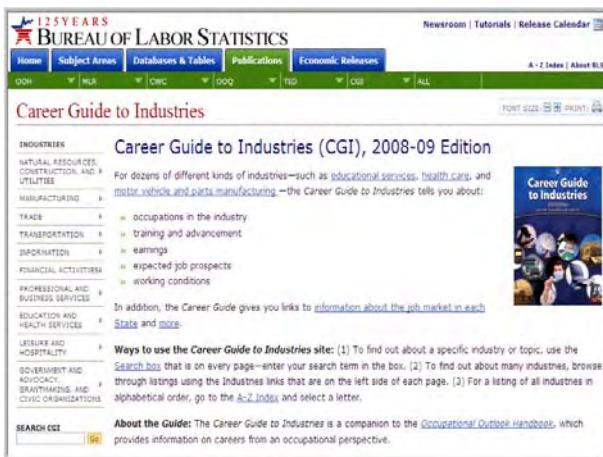 125 YEARS
BUREAU OF LABOR STATISTICS
Newsroom | Tutorials | Release Calendar
Home Subject Areas Databases & Tables Publications Economic Releases
A - Z Index | About BLS
OOH MLR CWC OOQ TED CGI ALL
Career Guide to Industries
FONT SIZE: PRINT:
INDUSTRIES
NATURAL RESOURCES,
CONSTRUCTION, AND
UTILITIES
MANUFACTURING
TRADE
TRANSPORTATION
INFORMATION
FINANCIAL ACTIVITIES
PROFESSIONAL AND
BUSINESS SERVICES
EDUCATION AND
HEALTH SERVICES
LEISURE AND
HOSPITALITY
GOVERNMENT AND
ADVOCACY,
GRANTMAKING, AND
CIVIC ORGANIZATIONS
SEARCH CGI
Go
Career Guide to Industries (CGI), 2008-09 Edition
For dozens of different kinds of industries—such as educational services, health care, and
motor vehicle and parts manufacturing —the Career Guide to Industries tells you about:
» occupations in the industry
» training and advancement
» earnings
» expected job prospects
» working conditions
Career Guide
to Industries
In addition, the Career Guide gives you links to information about the job market in each
State and more.
Ways to use the Career Guide to Industries site: (1) To find out about a specific industry or topic, use the
Search box that is on every page—enter your search term in the box. (2) To find out about many industries, browse
through listings using the Industries links that are on the left side of each page. (3) For a listing of all industries in
alphabetical order, go to the A-Z Index and select a letter.
About the Guide: The Career Guide to Industries is a companion to the Occupational Outlook Handbook, which
provides information on careers from an occupational perspective.